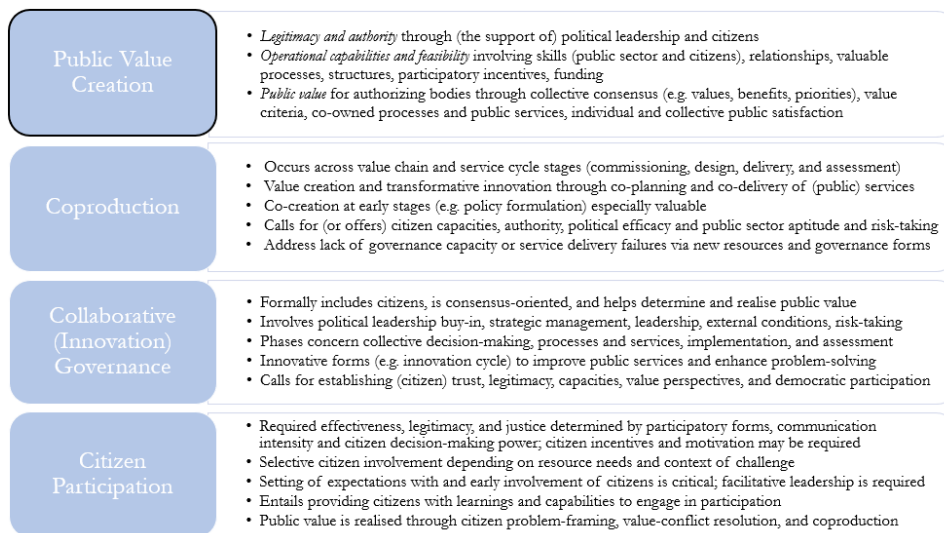 Public Value
Creation
• Legitimacy and authority through (the support of) political leadership and citizens
• Operational capabilities and feasibility involving skills (public sector and citizens), relationships, valuable
processes, structures, participatory incentives, funding
• Public value for authorizing bodies through collective consensus (e.g. values, benefits, priorities), value
criteria, co-owned processes and public services, individual and collective public satisfaction
Coproduction
• Occurs across value chain and service cycle stages (commissioning, design, delivery, and assessment)
• Value creation and transformative innovation through co-planning and co-delivery of (public) services
• Co-creation at early stages (e.g. policy formulation) especially valuable
• Calls for (or offers) citizen capacities, authority, political efficacy and public sector aptitude and risk-taking
• Address lack of governance capacity or service delivery failures via new resources and governance forms
Collaborative
(Innovation)
Governance
• Formally includes citizens, is consensus-oriented, and helps determine and realise public value
• Involves political leadership buy-in, strategic management, leadership, external conditions, risk-taking
• Phases concern collective decision-making, processes and services, implementation, and assessment
• Innovative forms (e.g. innovation cycle) to improve public services and enhance problem-solving
• Calls for establishing (citizen) trust, legitimacy, capacities, value perspectives, and democratic participation
Citizen
Participation
• Required effectiveness, legitimacy, and justice determined by participatory forms, communication
intensity and citizen decision-making power; citizen incentives and motivation may be required
• Selective citizen involvement depending on resource needs and context of challenge
• Setting of expectations with and early involvement of citizens is critical; facilitative leadership is required
• Entails providing citizens with learnings and capabilities to engage in participation
• Public value is realised through citizen problem-framing, value-conflict resolution, and coproduction